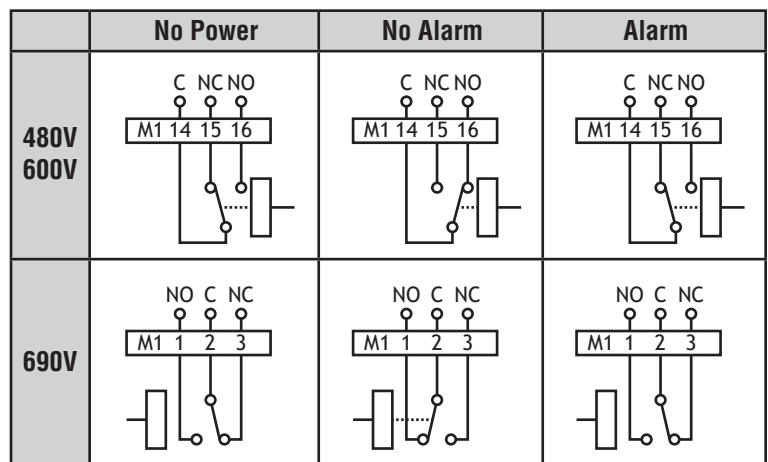 No Power No Alarm Alarm
480V
600V
C NC NO
M1 14 15 16
C NC NO
M1 14 15 16
C NC NO
M1 14 15 16
690V
NO C NC
M1 1 2 3
NO C NC
M1 1 2 3
NO C NC
M1 1 2 3